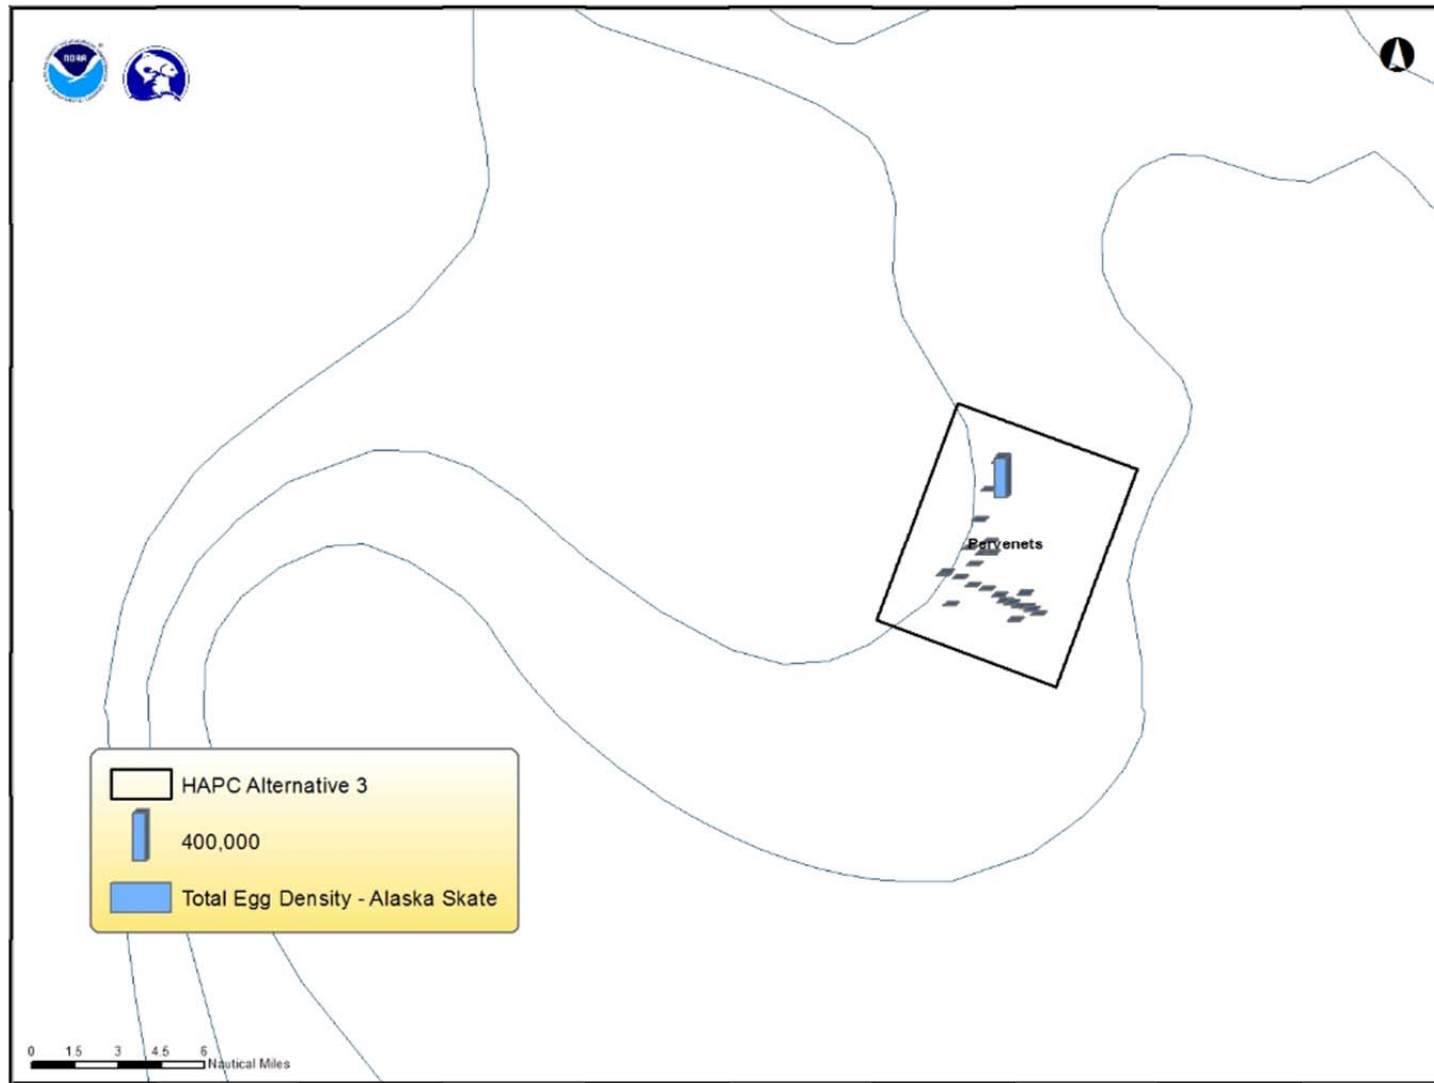 NOAA
Pervenets
HAPC Alternative 3
400,000
Total Egg Density - Alaska Skate
0 1.5 3 4.5 6
Nautical Miles